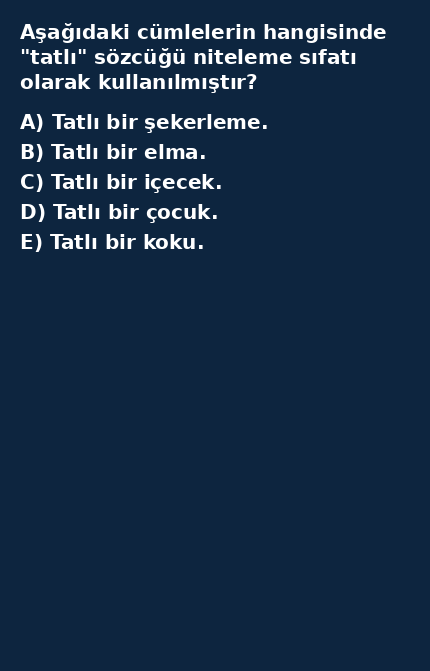 Aşağıdaki cümlelerin hangisinde
"tatlı" sözcüğü niteleme sıfatı
olarak kullanılmıştır?
A) Tatlı bir şekerleme.
B) Tatlı bir elma.
C) Tatlı bir içecek.
D) Tatlı bir çocuk.
E) Tatlı bir koku.